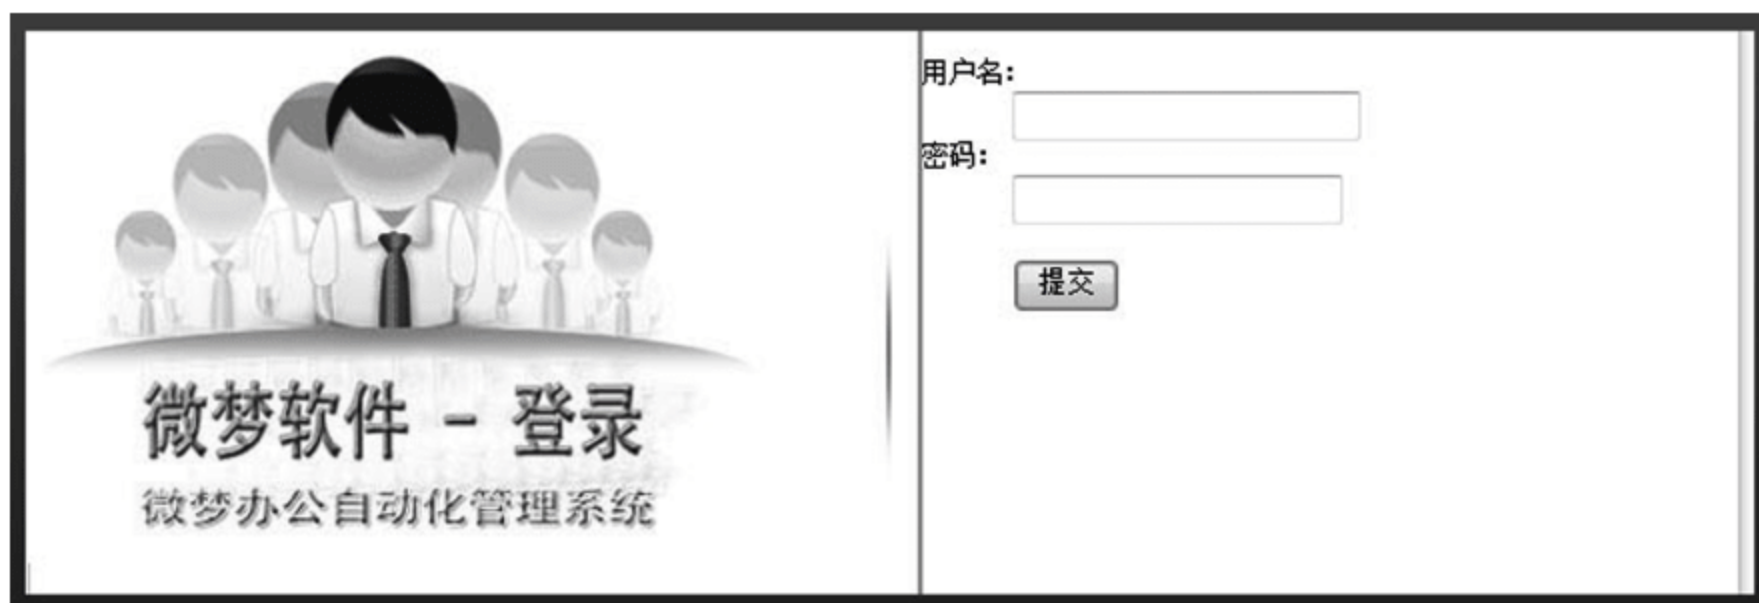 微梦软件 - 登录
微梦办公自动化管理系统
用户名：
密码：
提交